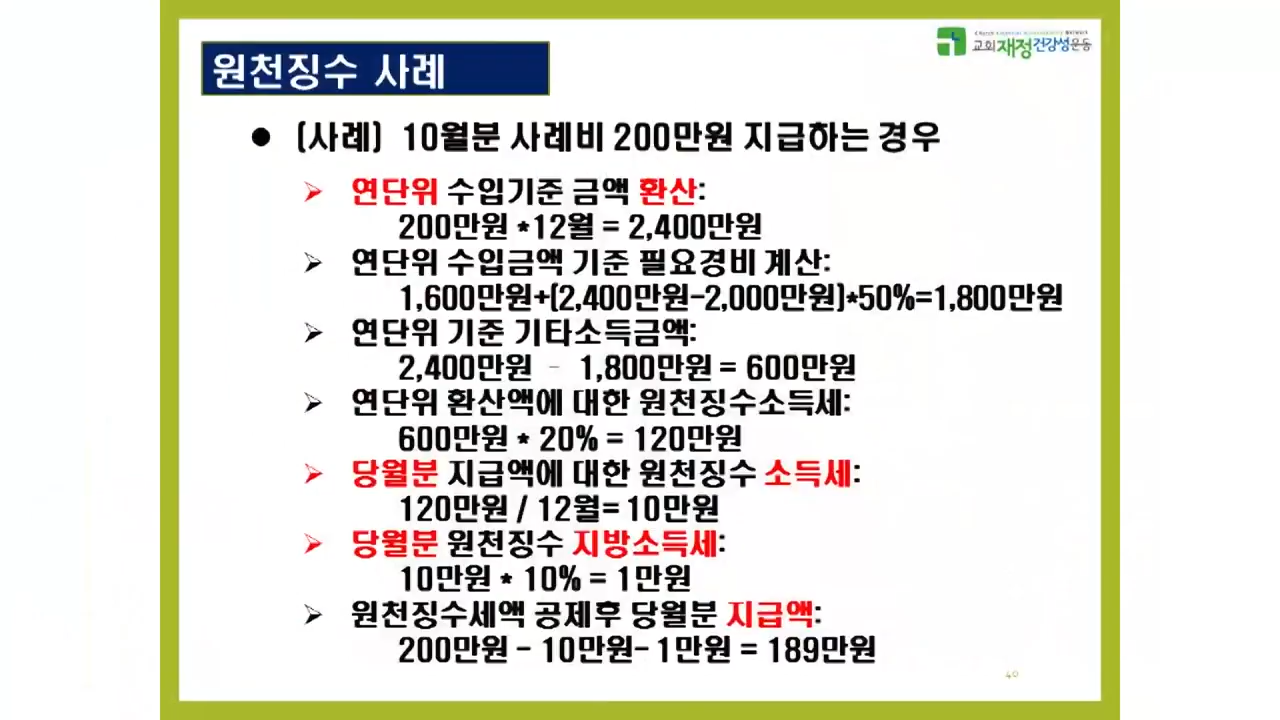 Church Financial Accountability Network
교회재정건강성운동
원천징수 사례
● (사례) 10월분 사례비 200만원 지급하는 경우
➢ 연단위 수입기준 금액 환산:
200만원 *12월 = 2,400만원
➢ 연단위 수입금액 기준 필요경비 계산:
1,600만원+(2,400만원-2,000만원)*50%=1,800만원
➢ 연단위 기준 기타소득금액:
2,400만원 - 1,800만원 = 600만원
➢ 연단위 환산액에 대한 원천징수소득세:
600만원 * 20% = 120만원
➢ 당월분 지급액에 대한 원천징수 소득세:
120만원 / 12월= 10만원
➢ 당월분 원천징수 지방소득세:
10만원 * 10% = 1만원
➢ 원천징수세액 공제후 당월분 지급액:
200만원 - 10만원- 1만원 = 189만원
40